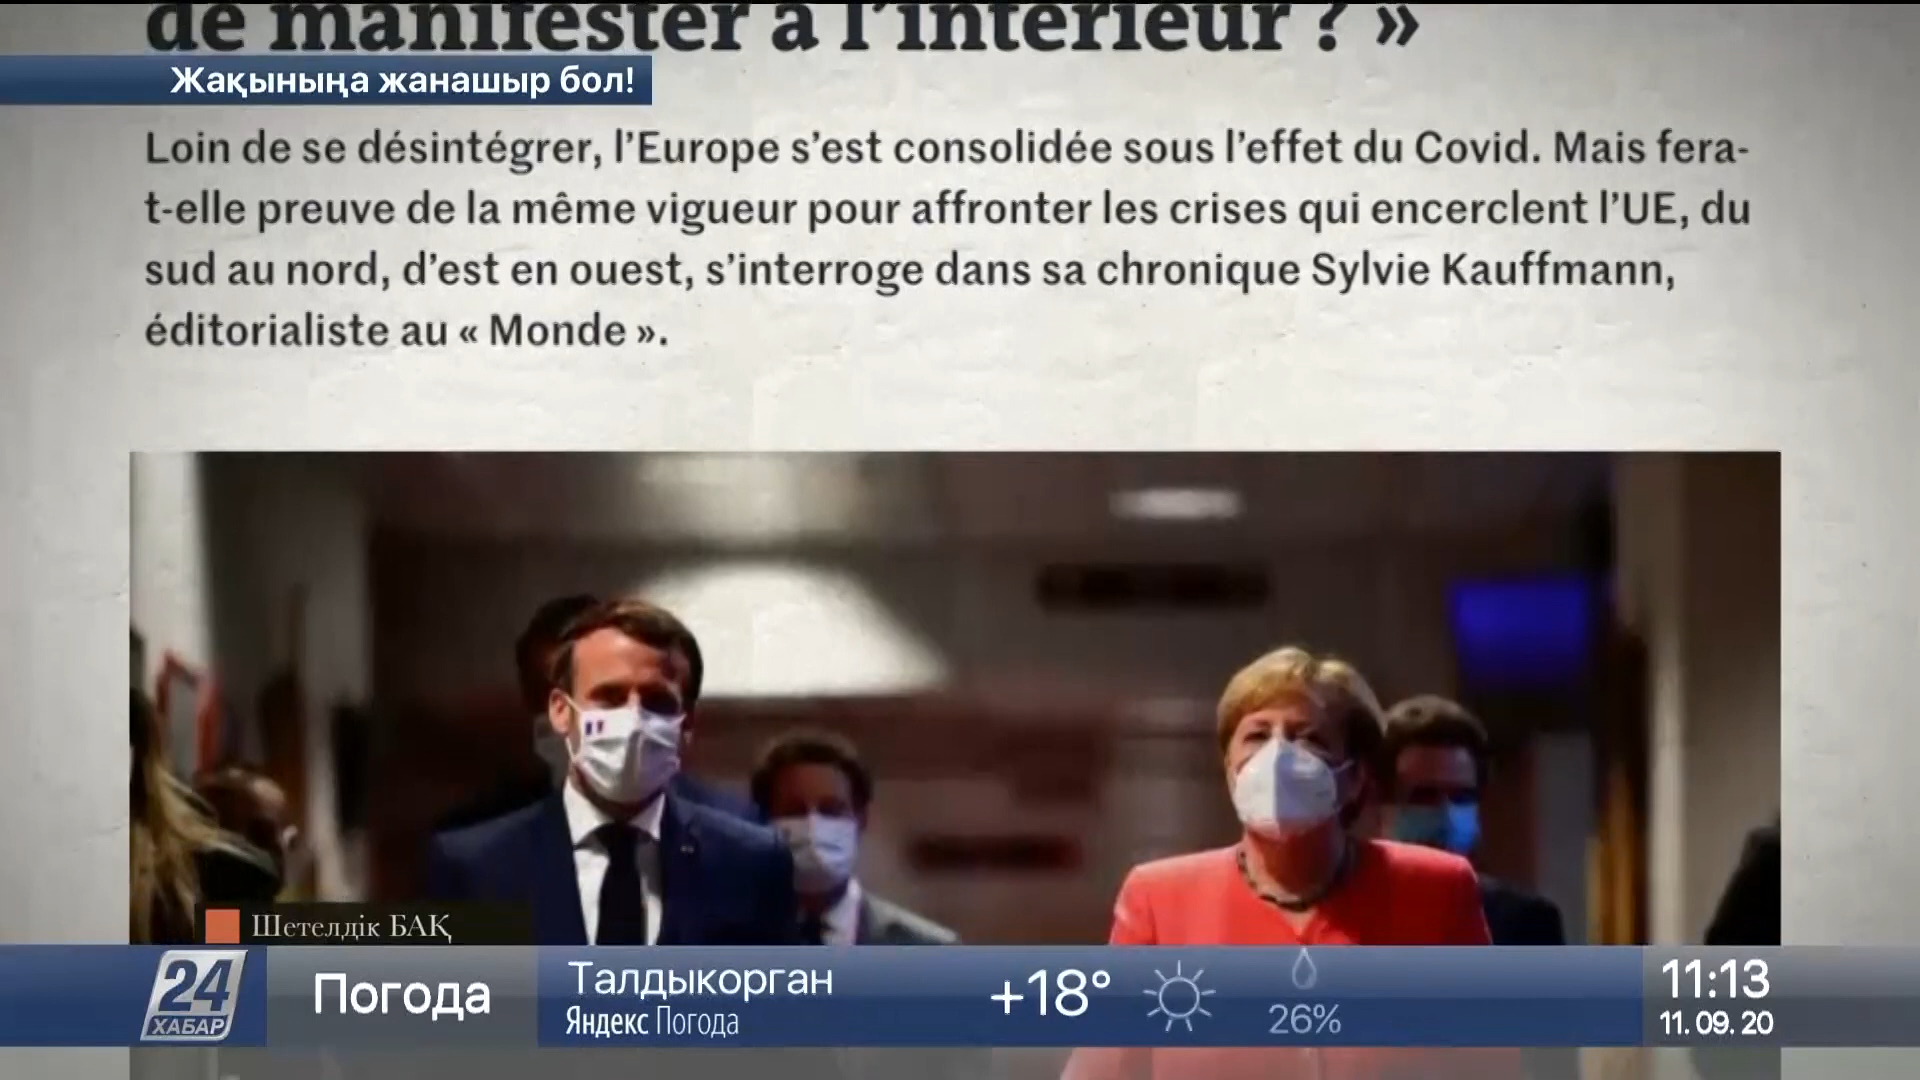 de manifester à l’intérieur ? »
Жақыныңа жанашыр бол!
Loin de se désintégrer, l’Europe s’est consolidée sous l’effet du Covid. Mais fera-
t-elle preuve de la même vigueur pour affronter les crises qui encerclent l’UE, du
sud au nord, d’est en ouest, s’interroge dans sa chronique Sylvie Kauffmann,
éditorialiste au « Monde ».
Шетелдік БАҚ
24
ХАБАР
Погода
Талдыкорган
Яндекс Погода
+18°
26%
11:13
11. 09. 20